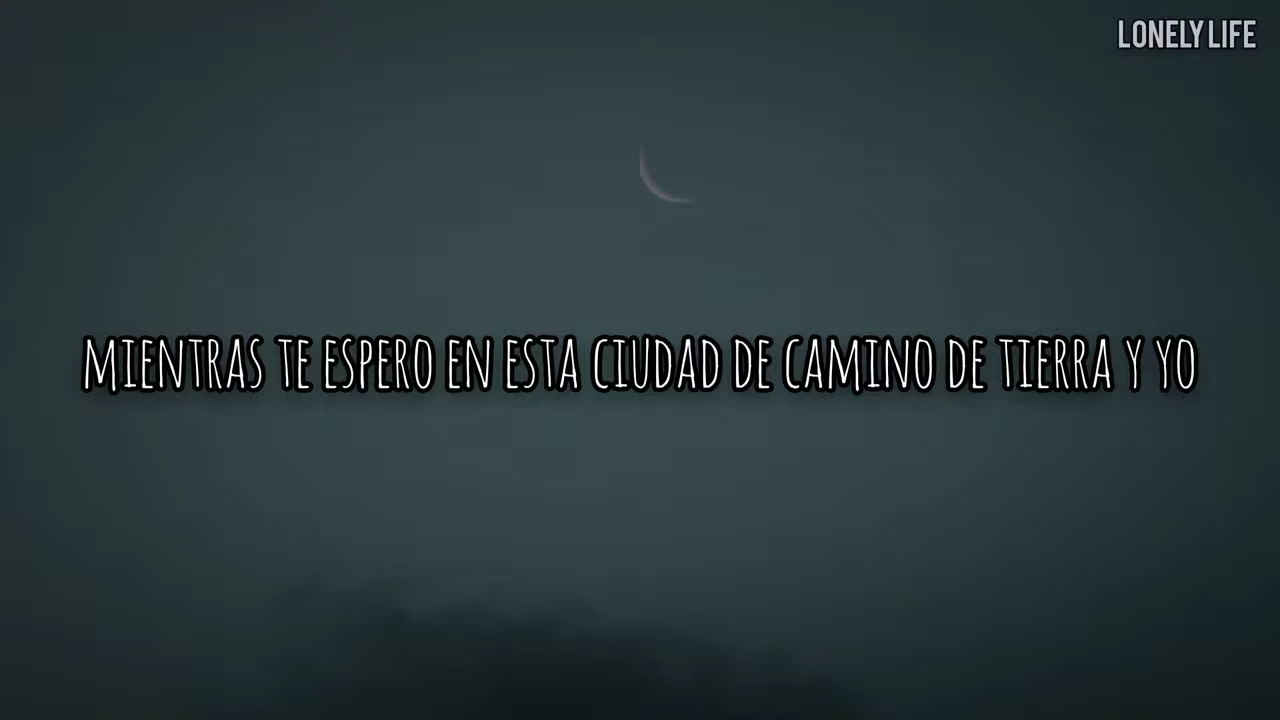 LONELY LIFE
MIENTRAS TE ESPERO EN ESTA CIUDAD DE CAMINO DE TIERRA Y YO